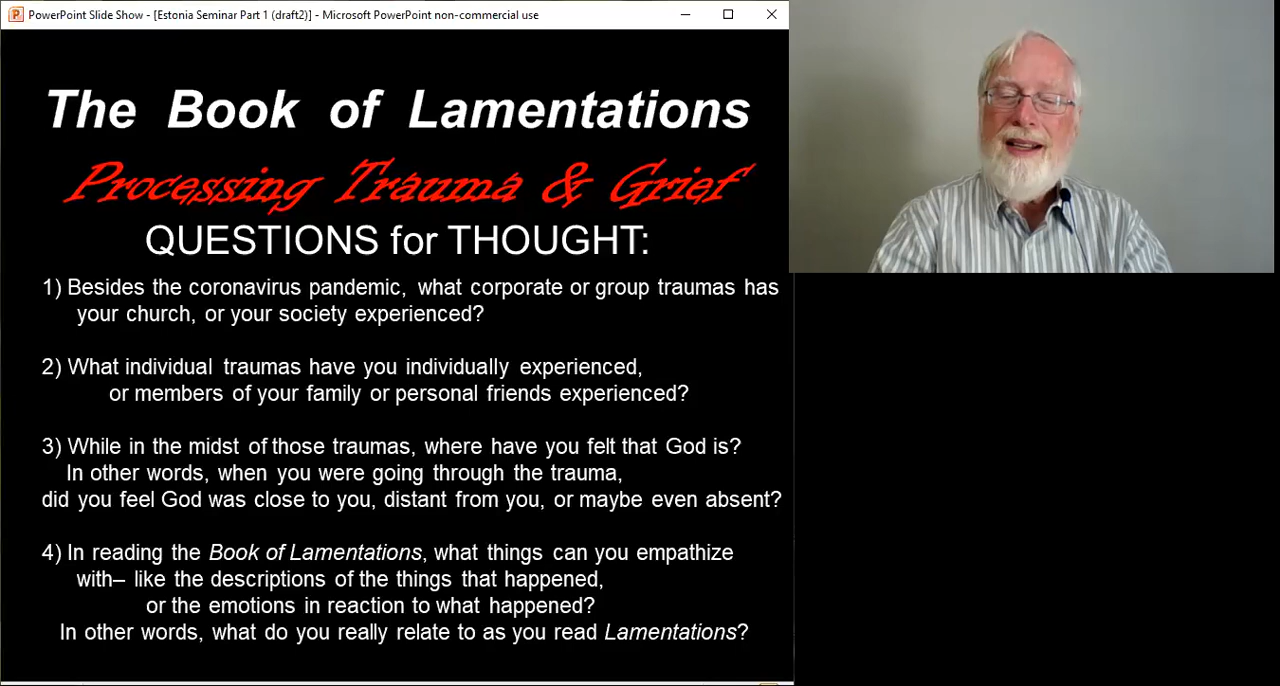 PowerPoint Slide Show - [Estonia Seminar Part 1 (draft2)] - Microsoft PowerPoint non-commercial use
The Book of Lamentations
Processing Trauma & Grief
QUESTIONS for THOUGHT:
1) Besides the coronavirus pandemic, what corporate or group traumas has
your church, or your society experienced?
2) What individual traumas have you individually experienced,
or members of your family or personal friends experienced?
3) While in the midst of those traumas, where have you felt that God is?
In other words, when you were going through the trauma,
did you feel God was close to you, distant from you, or maybe even absent?
4) In reading the Book of Lamentations, what things can you empathize
with– like the descriptions of the things that happened,
or the emotions in reaction to what happened?
In other words, what do you really relate to as you read Lamentations?